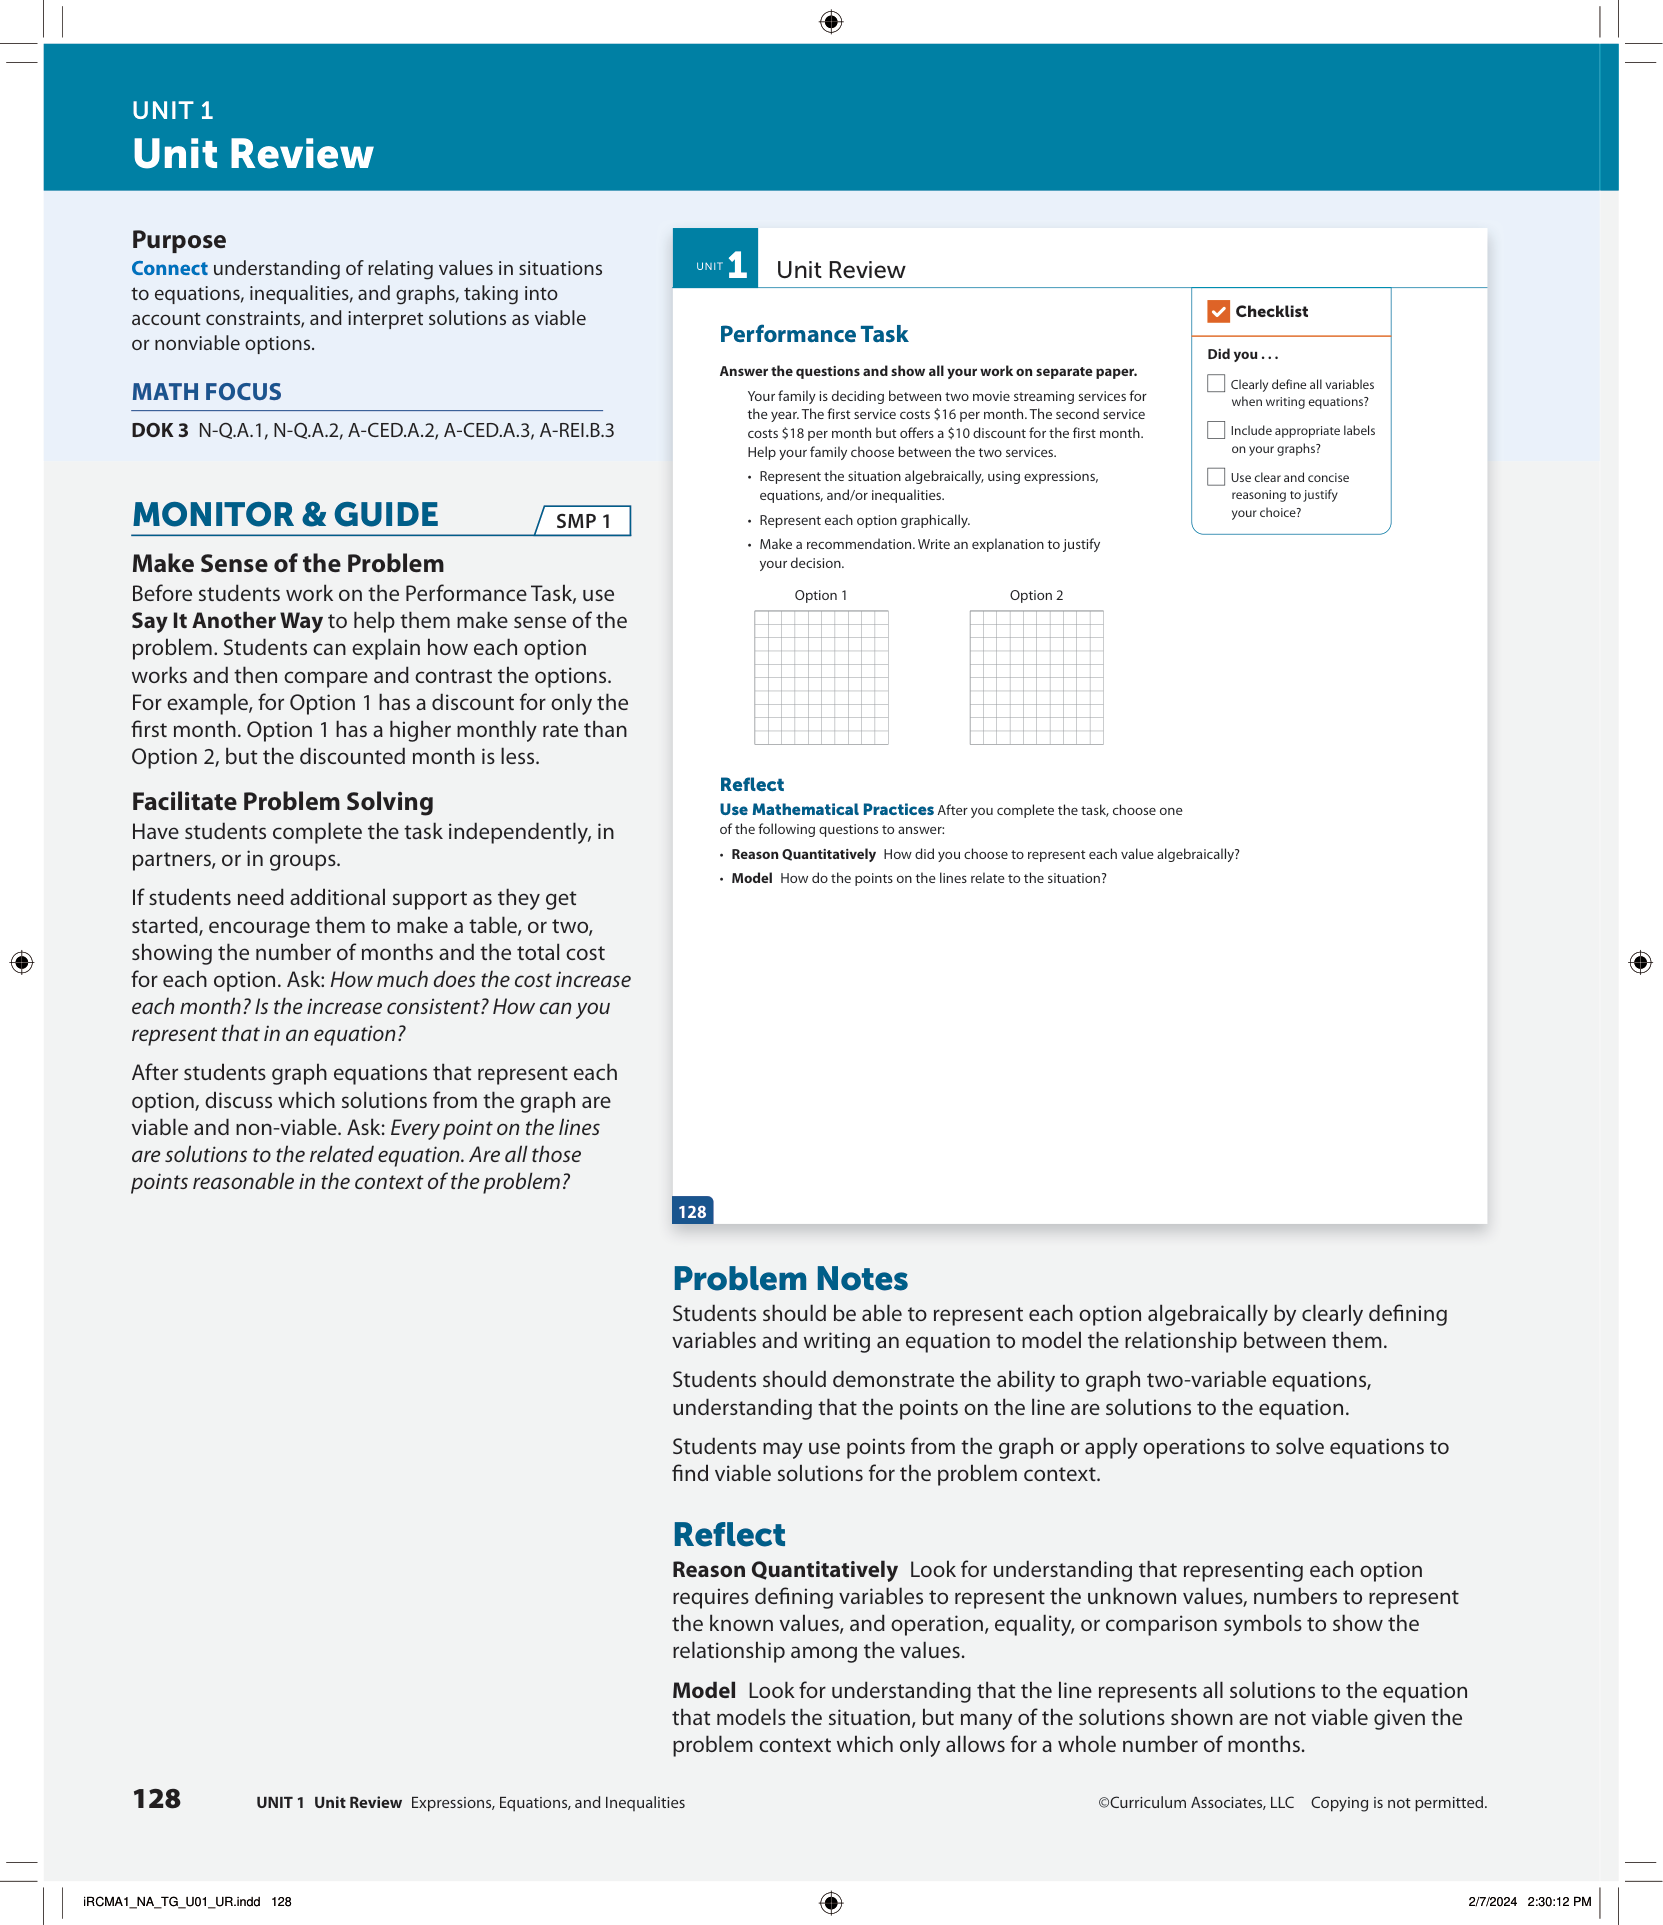 UNIT 1
Unit Review
Purpose
Connect understanding of relating values in situations
to equations, inequalities, and graphs, taking into
account constraints, and interpret solutions as viable
or nonviable options.
MATH FOCUS
DOK 3 N-Q.A.1, N-Q.A.2, A-CED.A.2, A-CED.A.3, A-REI.B.3
MONITOR & GUIDE
SMP 1
Make Sense of the Problem
Before students work on the Performance Task, use
Say It Another Way to help them make sense of the
problem. Students can explain how each option
works and then compare and contrast the options.
For example, for Option 1 has a discount for only the
first month. Option 1 has a higher monthly rate than
Option 2, but the discounted month is less.
Facilitate Problem Solving
Have students complete the task independently, in
partners, or in groups.
If students need additional support as they get
started, encourage them to make a table, or two,
showing the number of months and the total cost
for each option. Ask: How much does the cost increase
each month? Is the increase consistent? How can you
represent that in an equation?
After students graph equations that represent each
option, discuss which solutions from the graph are
viable and non-viable. Ask: Every point on the lines
are solutions to the related equation. Are all those
points reasonable in the context of the problem?
UNIT 1 Unit Review
Performance Task
Answer the questions and show all your work on separate paper.
Your family is deciding between two movie streaming services for
the year. The first service costs $16 per month. The second service
costs $18 per month but offers a $10 discount for the first month.
Help your family choose between the two services.
• Represent the situation algebraically, using expressions,
equations, and/or inequalities.
• Represent each option graphically.
• Make a recommendation. Write an explanation to justify
your decision.
Checklist
Did you . . .
Clearly define all variables
when writing equations?
Include appropriate labels
on your graphs?
Use clear and concise
reasoning to justify
your choice?
Option 1
Option 2
Reflect
Use Mathematical Practices After you complete the task, choose one
of the following questions to answer:
• Reason Quantitatively How did you choose to represent each value algebraically?
• Model How do the points on the lines relate to the situation?
128
Problem Notes
Students should be able to represent each option algebraically by clearly defining
variables and writing an equation to model the relationship between them.
Students should demonstrate the ability to graph two-variable equations,
understanding that the points on the line are solutions to the equation.
Students may use points from the graph or apply operations to solve equations to
find viable solutions for the problem context.
Reflect
Reason Quantitatively Look for understanding that representing each option
requires defining variables to represent the unknown values, numbers to represent
the known values, and operation, equality, or comparison symbols to show the
relationship among the values.
Model Look for understanding that the line represents all solutions to the equation
that models the situation, but many of the solutions shown are not viable given the
problem context which only allows for a whole number of months.
128 UNIT 1 Unit Review Expressions, Equations, and Inequalities
©Curriculum Associates, LLC Copying is not permitted.
iRCMA1_NA_TG_U01_UR.indd 128
2/7/2024 2:30:12 PM